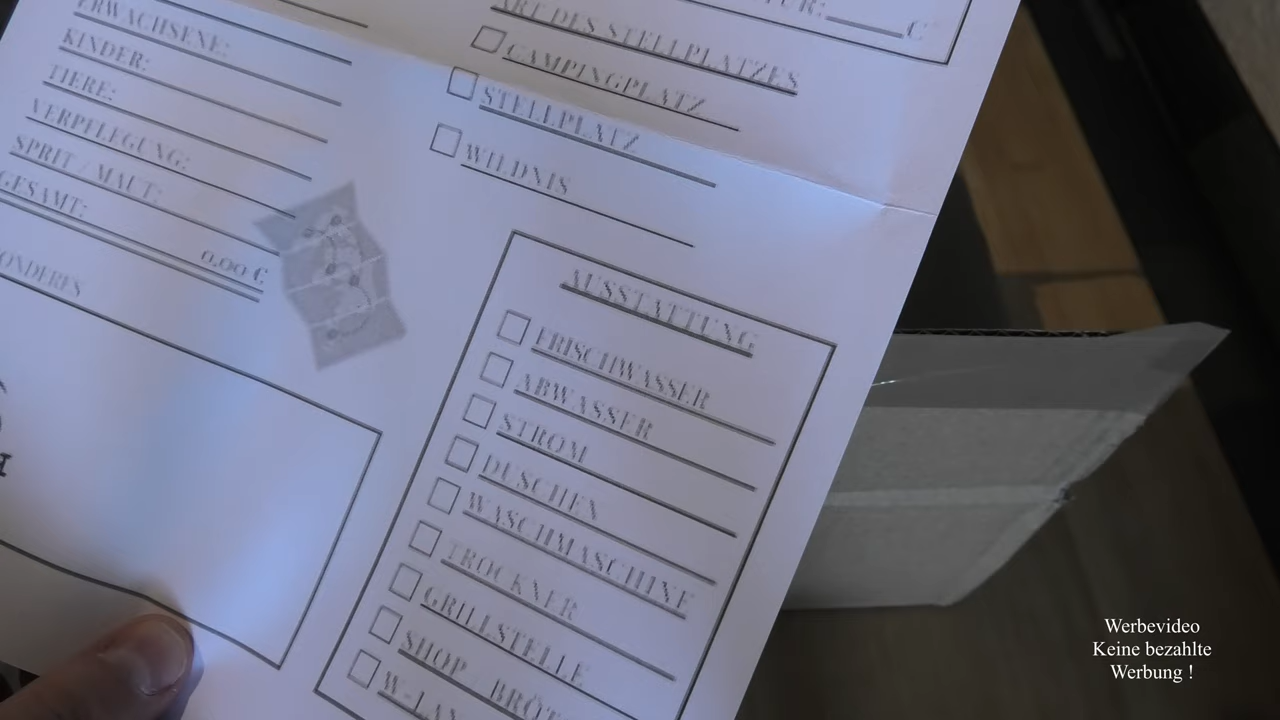 ERWACHSENE:
KINDER:
TIERE:
VERPFLEGUNG:
SPRIT / MAUT:
GESAMT:
0,00 €
€
ART DES STELLPLATZES
CAMPINGPLATZ
STELLPLATZ
WILDNIS
AUSSTATTUNG
FRISCHWASSER
ABWASSER
STROM
DUSCHEN
WASCHMASCHINE
TROCKNER
GRILLSTELLE
SHOP
Werbevideo
Keine bezahlte
Werbung !